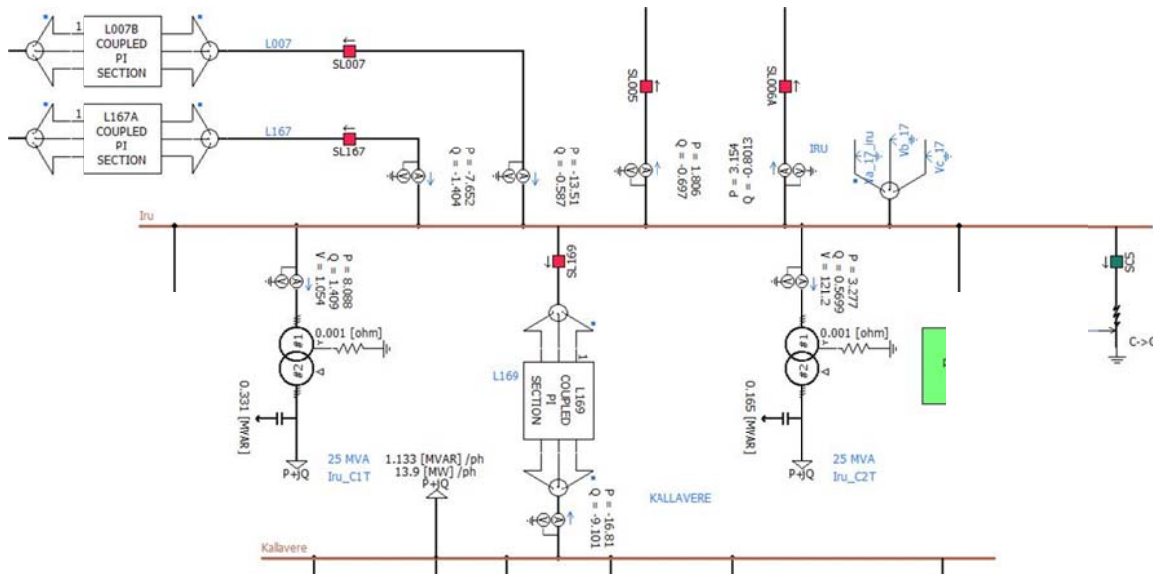 L007B
COUPLED
PI
SECTION
1
L007
SL007
L167A
COUPLED
PI
SECTION
1
L167
SL167
P = -7.652
Q = -1.404
A
V
P = -13.51
Q = -0.587
A
V
SL005
P = 1.806
Q = -0.697
A
V
SL006A
P = 3.154
Q = -0.8013
A
V
IRU
Va_17_iru
Vb_17
Vc_17
Iru
P = 8.088
Q = 1.409
V = 1.054
A
V
#1
#2
0.001 [ohm]
0.331 [MVAR]
P+jQ
25 MVA
Iru_C1T
SL169
L169
1
L169
COUPLED
PI
SECTION
P = -16.81
Q = -9.101
A
V
KALLAVERE
1.133 [MVAR] /ph
13.9 [MW] /ph
P+jQ
P = 3.277
Q = 0.5699
V = 121.2
A
V
#1
#2
0.001 [ohm]
0.165 [MVAR]
P+jQ
25 MVA
Iru_C2T
SCS
Kallavere